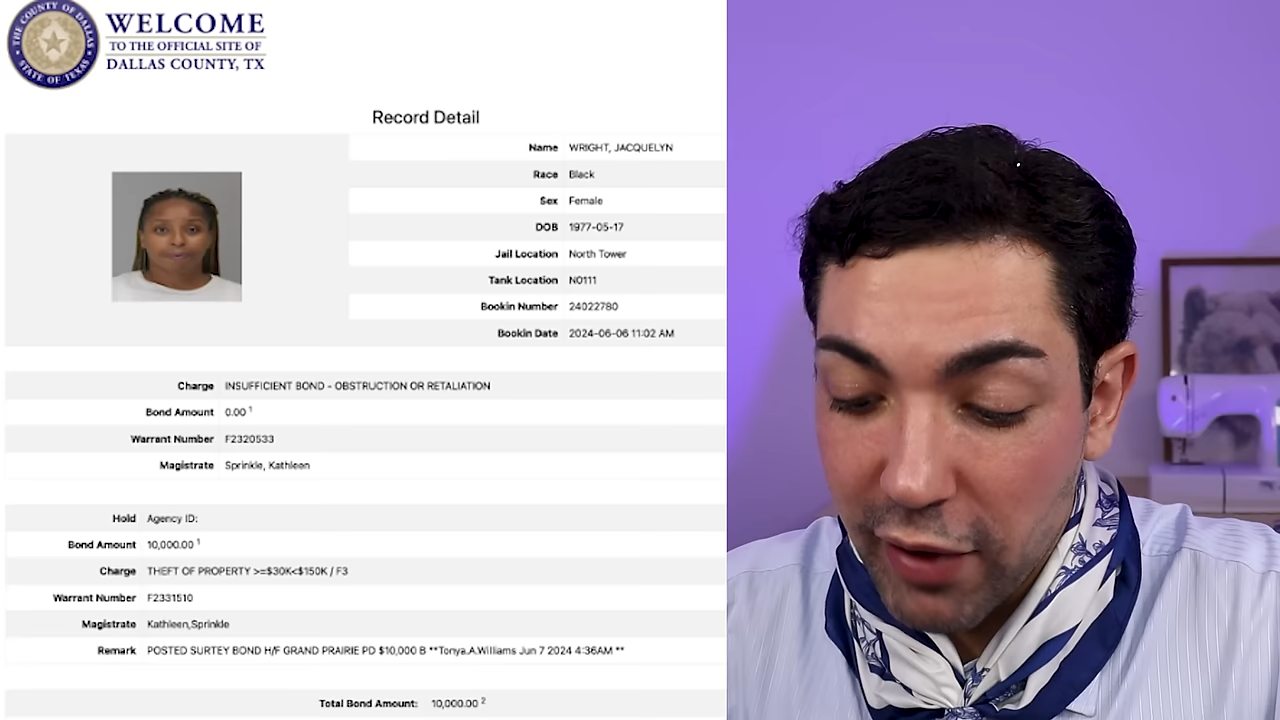 WELCOME
TO THE OFFICIAL SITE OF
DALLAS COUNTY, TX
THE COUNTY OF DALLAS
STATE OF TEXAS
Record Detail
Name WRIGHT, JACQUELYN
Race Black
Sex Female
DOB 1977-05-17
Jail Location North Tower
Tank Location N0111
Bookin Number 24022780
Bookin Date 2024-06-06 11:02 AM
Charge INSUFFICIENT BOND - OBSTRUCTION OR RETALIATION
Bond Amount 0.00 1
Warrant Number F2320533
Magistrate Sprinkle, Kathleen
Hold Agency ID:
Bond Amount 10,000.00 1
Charge THEFT OF PROPERTY >=$30K<$150K / F3
Warrant Number F2331510
Magistrate Kathleen,Sprinkle
Remark POSTED SURTEY BOND H/F GRAND PRAIRIE PD $10,000 B **Tonya.A.Williams Jun 7 2024 4:36AM **
Total Bond Amount: 10,000.00 2